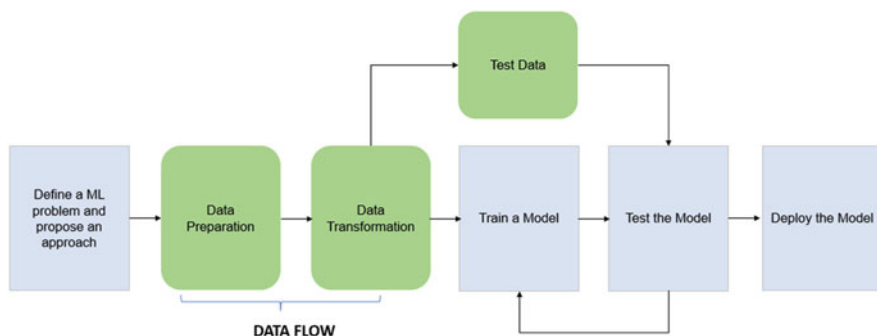 Test Data
Define a ML
problem and
propose an
approach
Data
Preparation
Data
Transformation
Train a Model
Test the Model
Deploy the Model
DATA FLOW